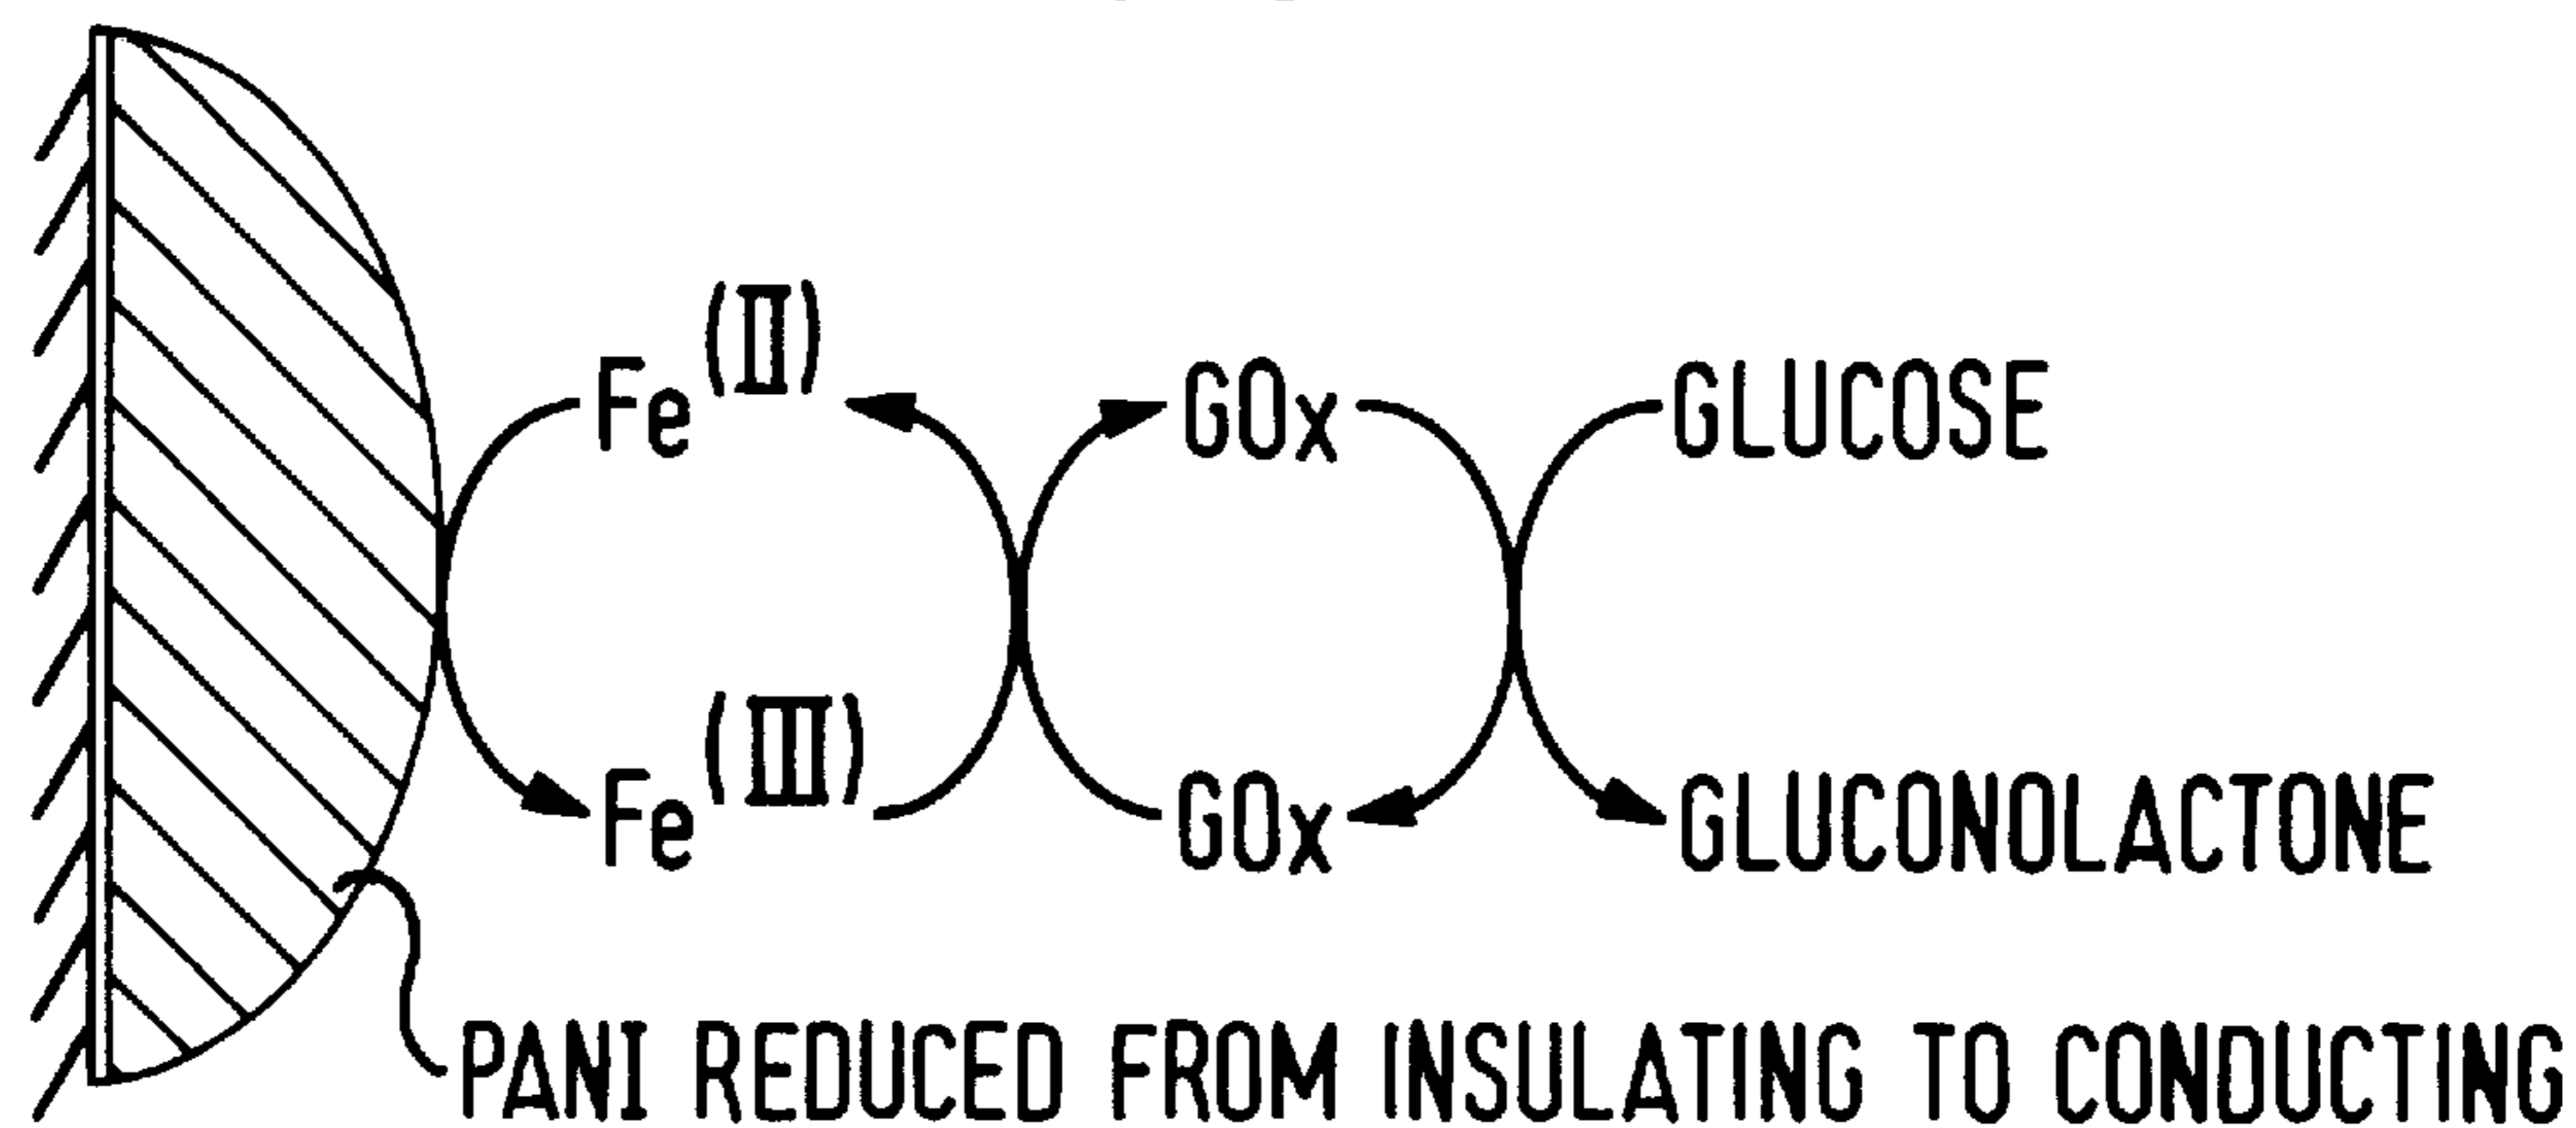 Fe(II) GOx GLUCOSE
Fe(III) GOx GLUCONOLACTONE
PANI REDUCED FROM INSULATING TO CONDUCTING